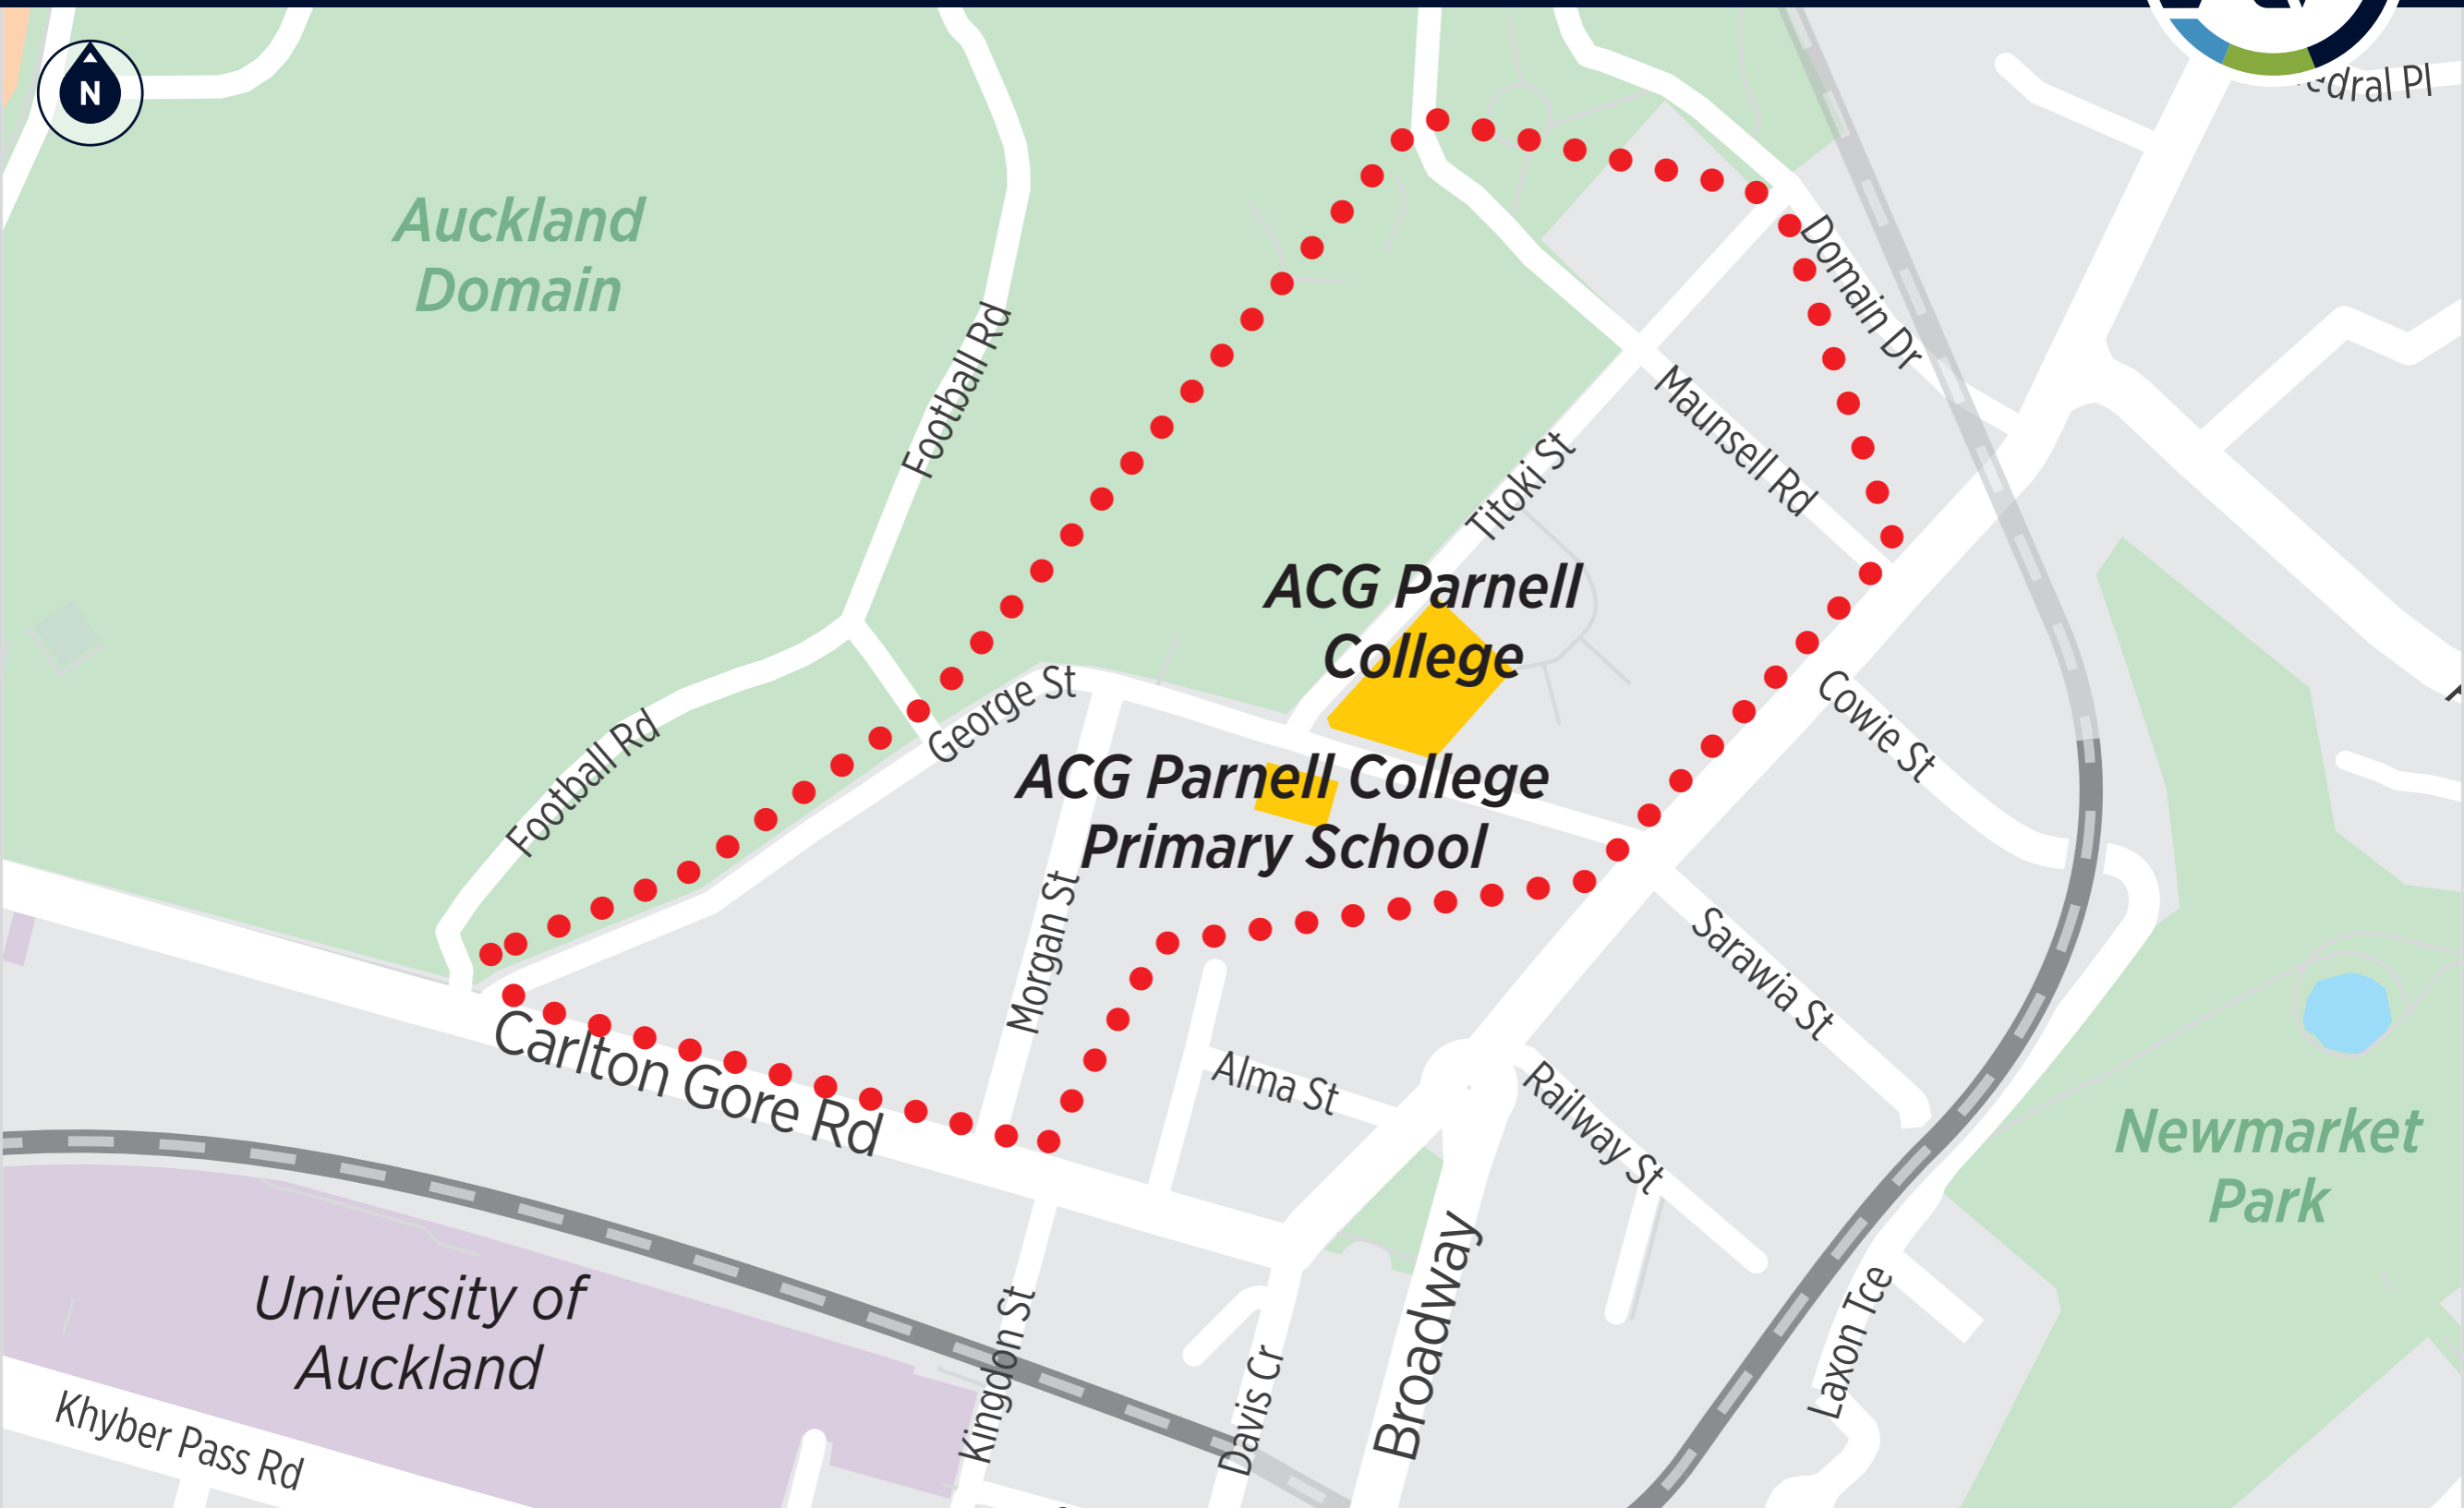 N
edral Pl
Auckland
Domain
Domain Dr
Football Rd
Maunsell Rd
Titoki St
ACG Parnell
College
George St
Cowie St
Football Rd
ACG Parnell College
Primary School
Morgan St
Sarawia St
Carlton Gore Rd
Alma St
Railway St
Newmarket
Park
University of
Auckland
Broadway
Laxon Tce
Kingdon St
Davis Cr
Khyber Pass Rd